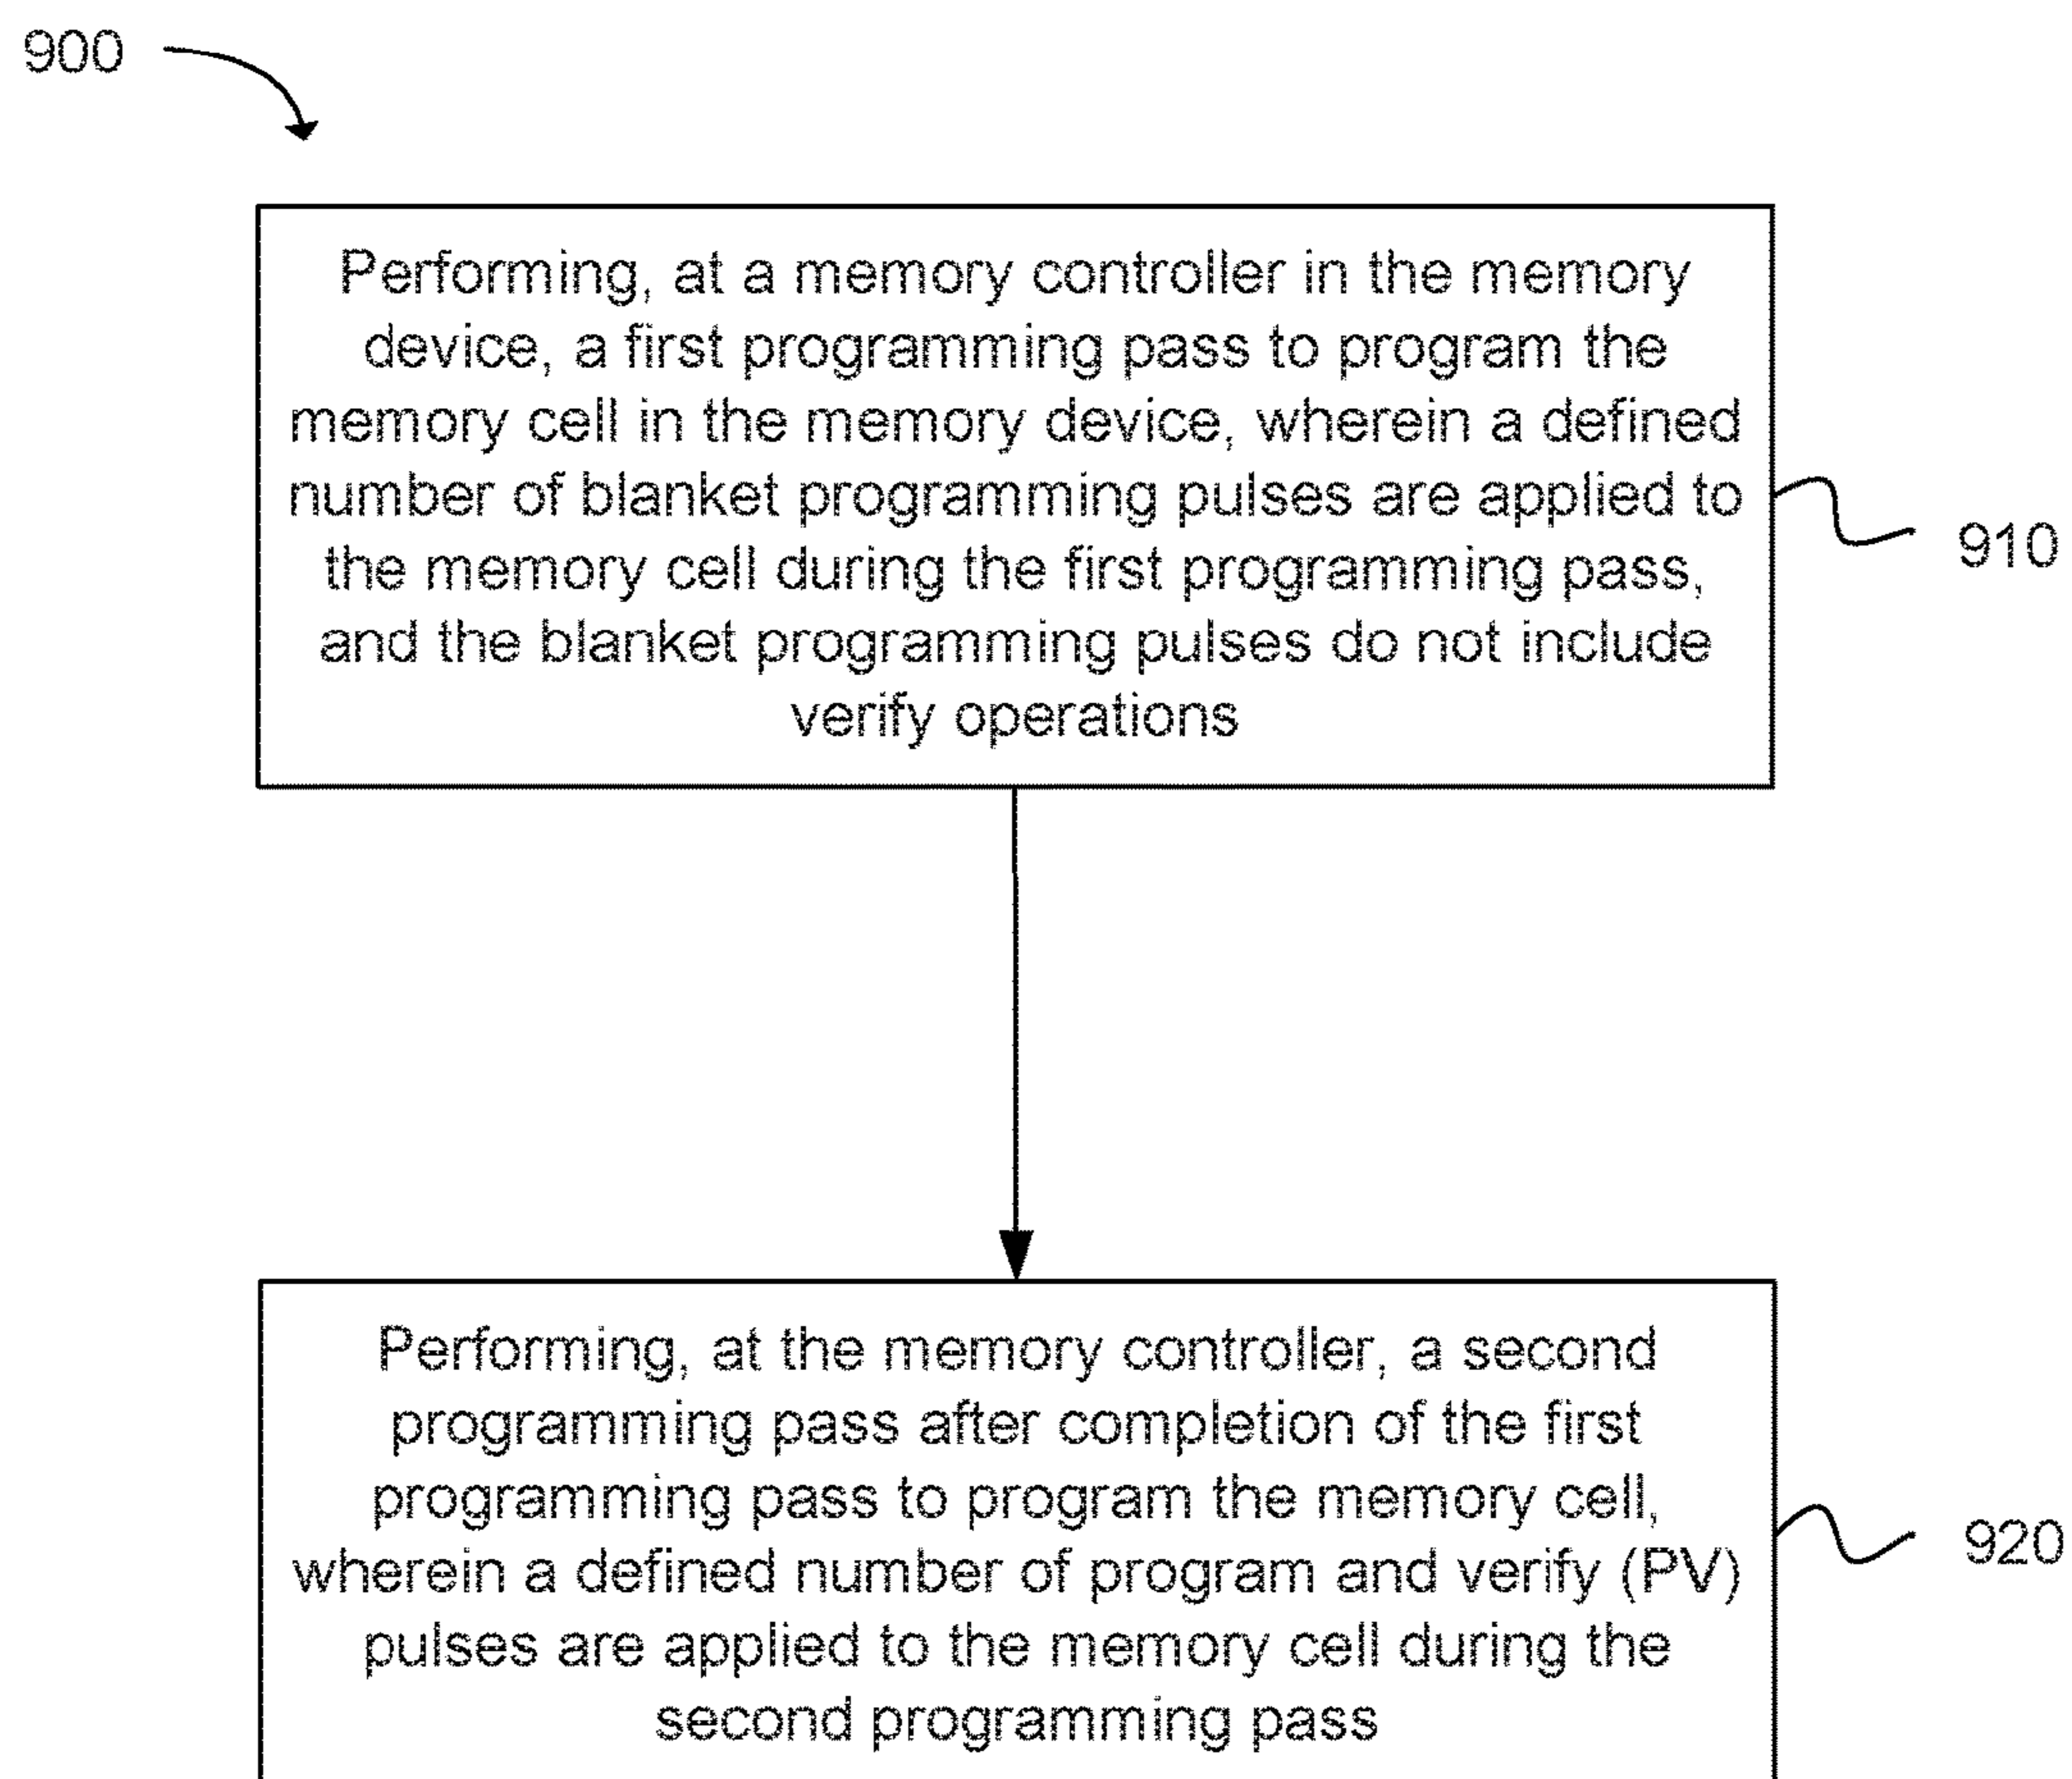 900
Performing, at a memory controller in the memory
device, a first programming pass to program the
memory cell in the memory device, wherein a defined
number of blanket programming pulses are applied to
the memory cell during the first programming pass,
and the blanket programming pulses do not include
verify operations
910
Performing, at the memory controller, a second
programming pass after completion of the first
programming pass to program the memory cell,
wherein a defined number of program and verify (PV)
pulses are applied to the memory cell during the
second programming pass
920